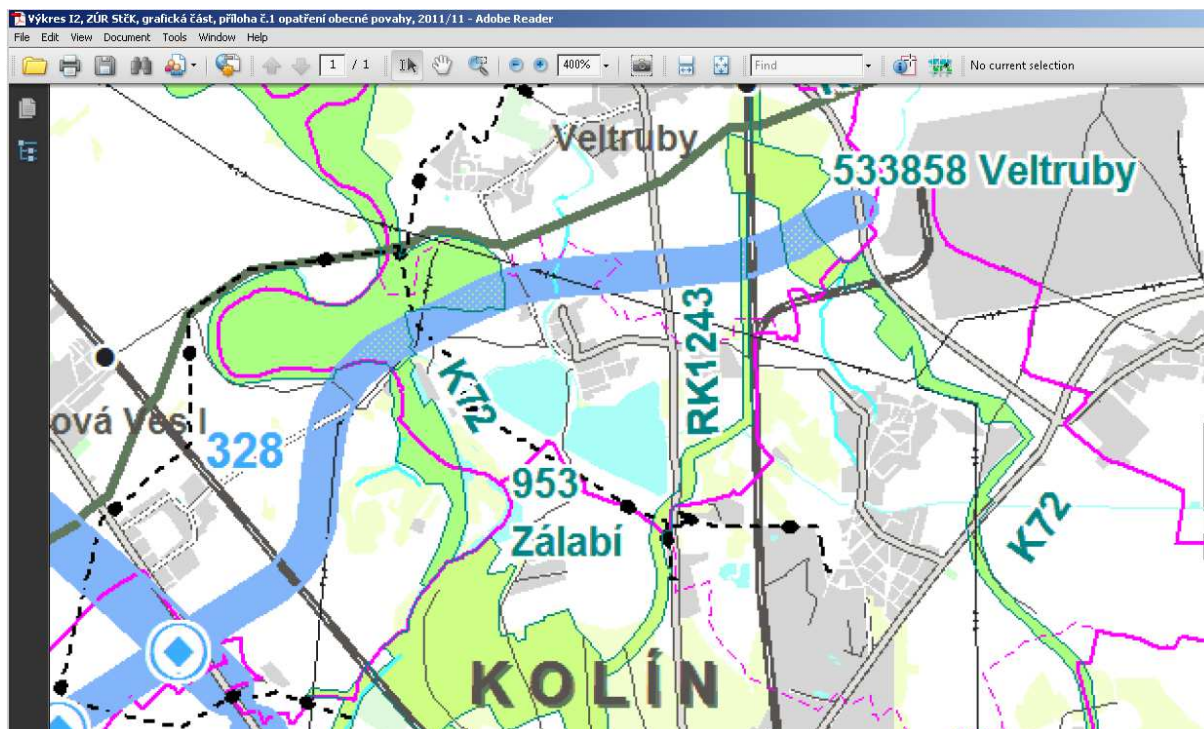 Výkres I2, ZÚR StčK, grafická část, příloha č.1 opatření obecné povahy, 2011/11 - Adobe Reader
File Edit View Document Tools Window Help
1 / 1 400% Find No current selection
Veltruby
533858 Veltruby
RK1243
K72
ová Ves I
328
953
Zálabí
K72
KOLÍN